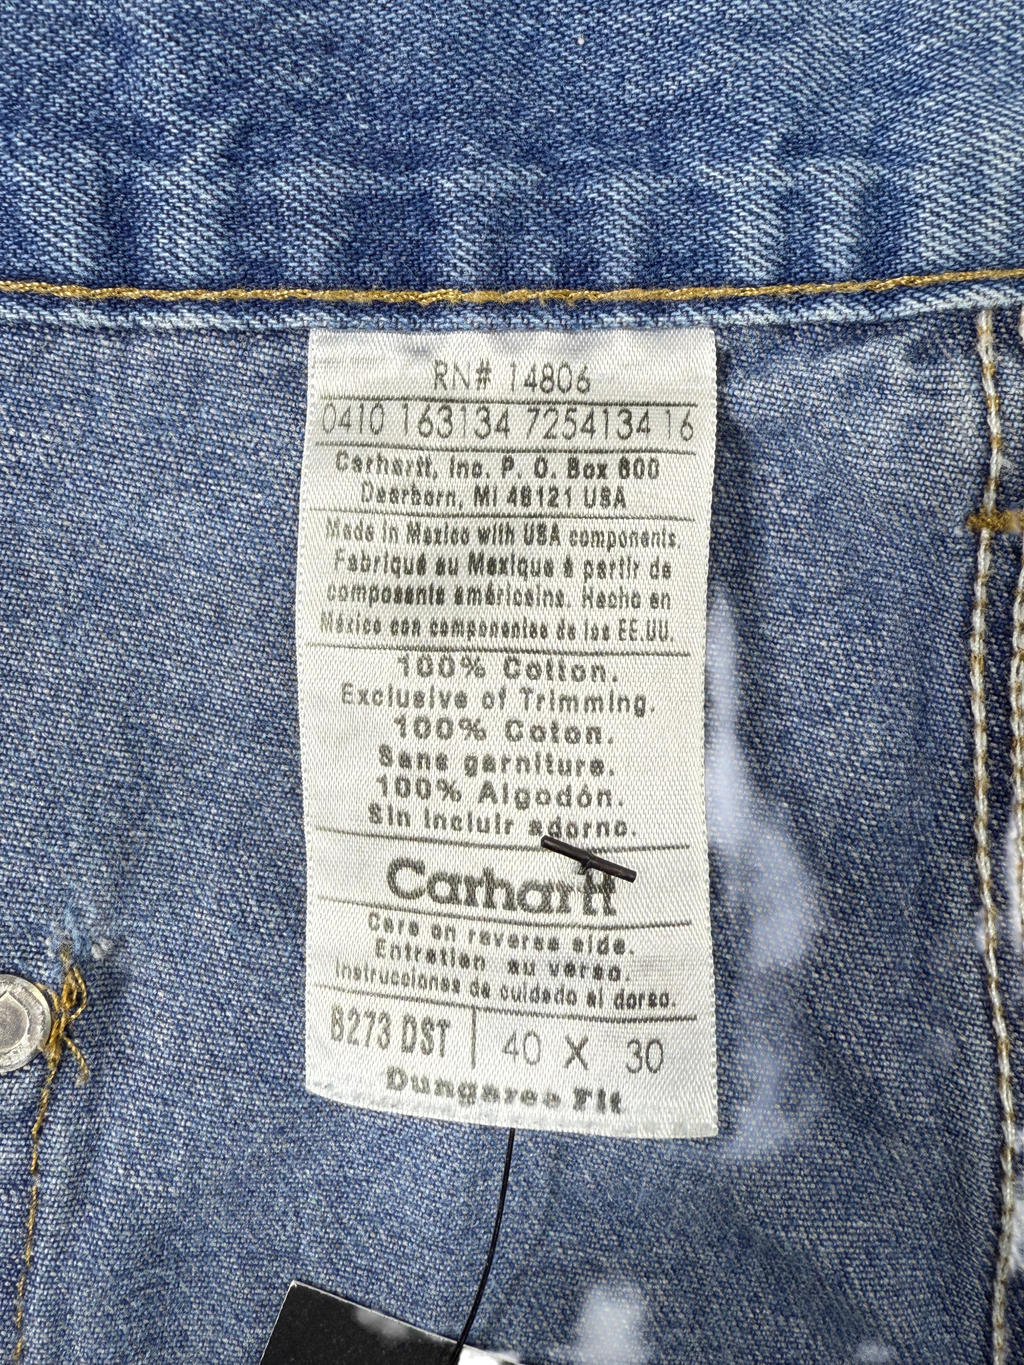 RN# 14806
0410 163134 7254134 16
Carhartt, Inc. P. O. Box 600
Dearborn, MI 48121 USA
Made in Mexico with USA components.
Fabriqué au Mexique à partir de
composants américains. Hecho en
México con componentes de los EE.UU.
100% Cotton.
Exclusive of Trimming.
100% Coton.
Sans garniture.
100% Algodón.
Sin incluir adorno.
Carhartt
Care on reverse side.
Entretien au verso.
Instrucciones de cuidado al dorso.
B273 DST 40 X 30
Dungaree Fit